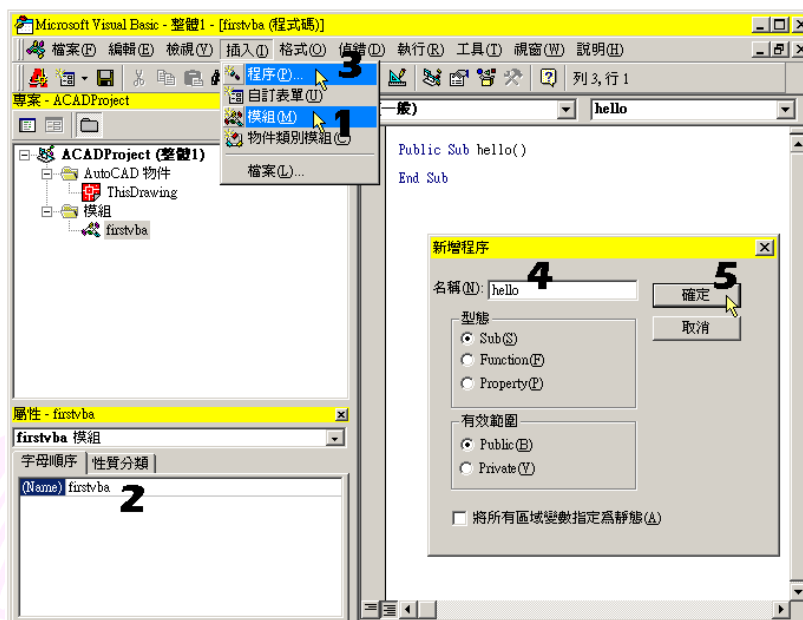 Microsoft Visual Basic - 整體1 - [firstvba (程式碼)]
檔案(F) 編輯(E) 檢視(V) 插入(I) 格式(O) 偵錯(D) 執行(R) 工具(T) 視窗(W) 說明(H)
程序(P)... 3
自訂表單(U)
模組(M) 1
物件類別模組(C)
檔案(L)...
列 3, 行 1
專案 - ACADProject
ACADProject (整體1)
AutoCAD 物件
ThisDrawing
模組
firstvba
一般) hello
Public Sub hello()
End Sub
新增程序
4 5
名稱(N): hello 確定
取消
型態
Sub(S)
Function(F)
Property(P)
有效範圍
Public(B)
Private(V)
將所有區域變數指定為靜態(A)
屬性 - firstvba
firstvba 模組
字母順序 性質分類
(Name) firstvba
2